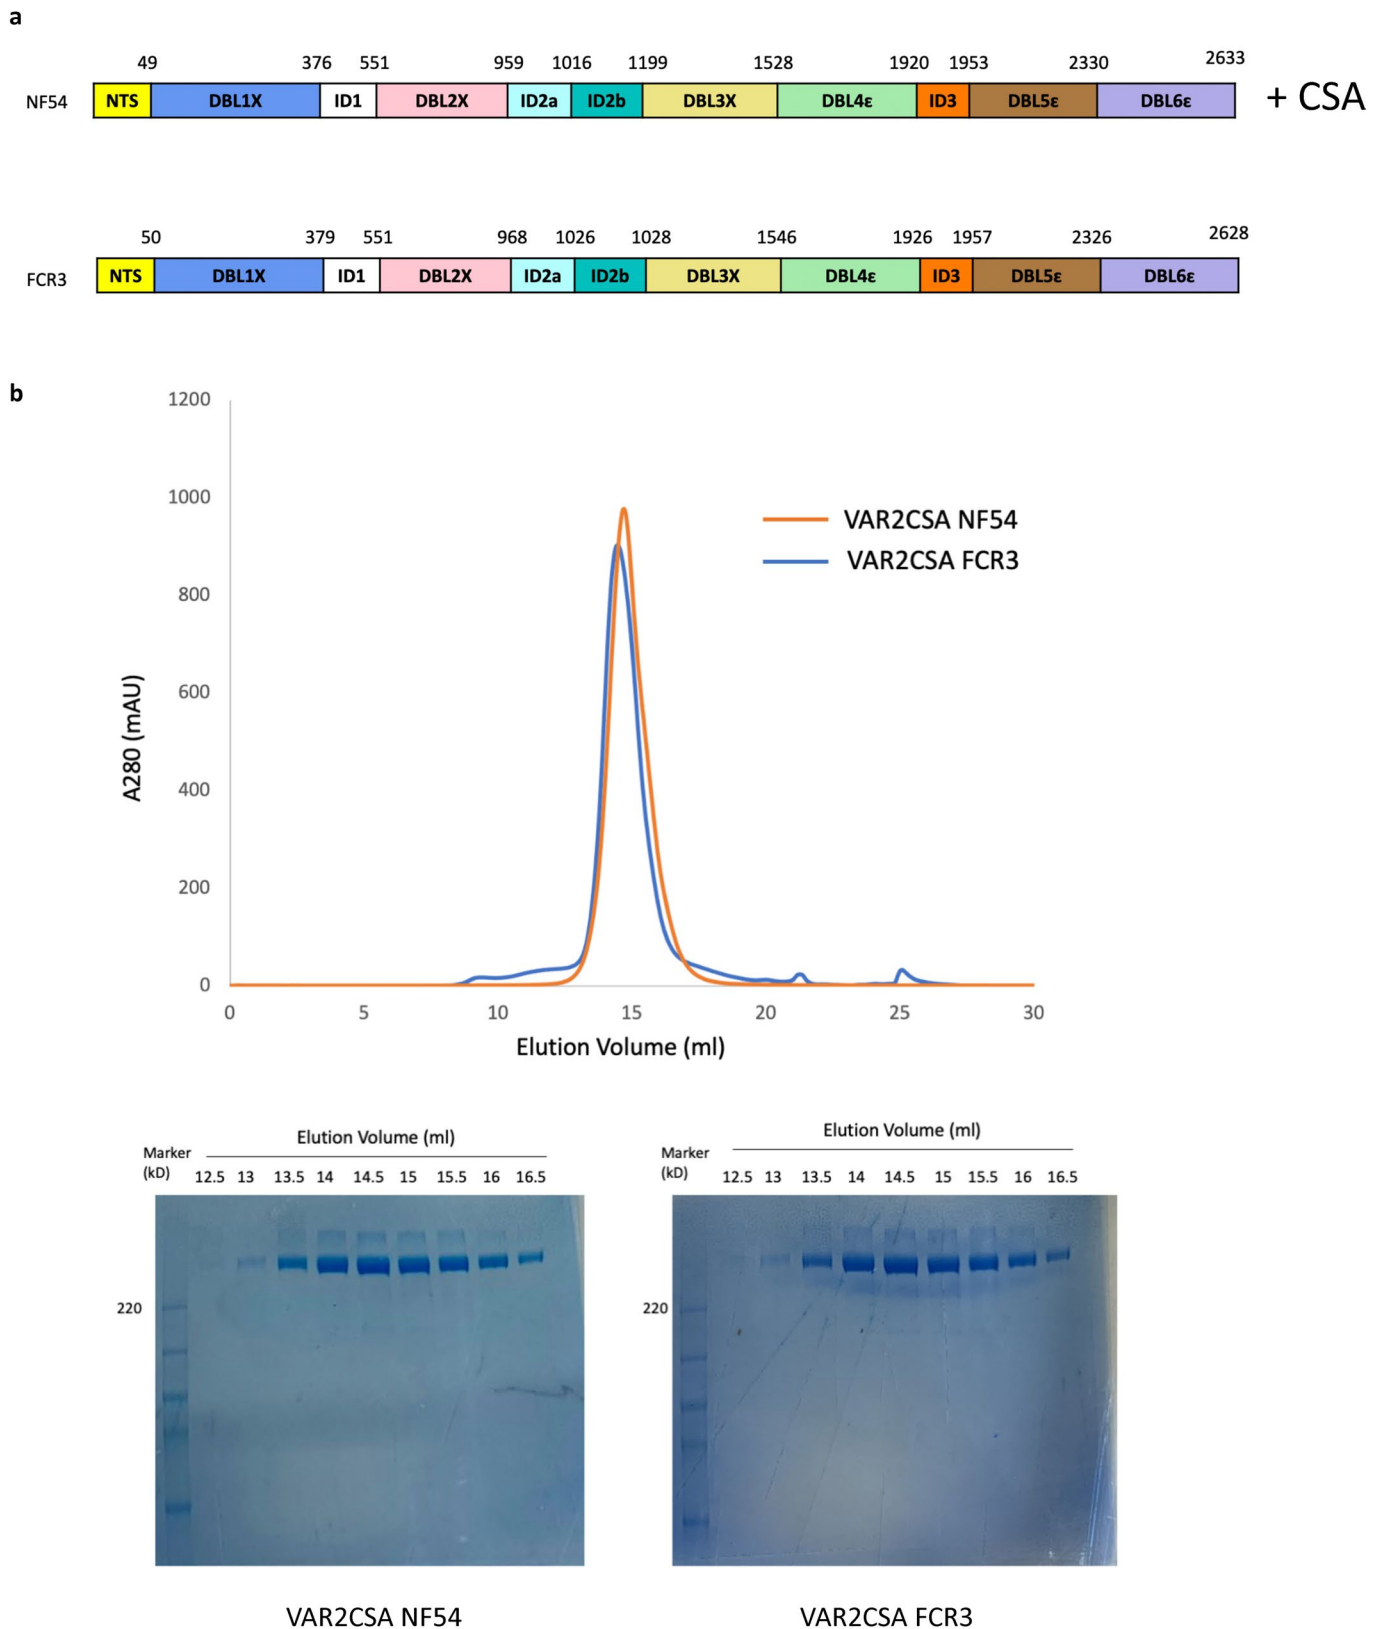 a
49 376 551 959 1016 1199 1528 1920 1953 2330 2633
NF54 NTS DBL1X ID1 DBL2X ID2a ID2b DBL3X DBL4ε ID3 DBL5ε DBL6ε + CSA
50 379 551 968 1026 1028 1546 1926 1957 2326 2628
FCR3 NTS DBL1X ID1 DBL2X ID2a ID2b DBL3X DBL4ε ID3 DBL5ε DBL6ε
b
1200
1000
800
600
400
200
0
A280 (mAU)
VAR2CSA NF54
VAR2CSA FCR3
0 5 10 15 20 25 30
Elution Volume (ml)
Elution Volume (ml)
Marker
(kD) 12.5 13 13.5 14 14.5 15 15.5 16 16.5
220
VAR2CSA NF54
Elution Volume (ml)
Marker
(kD) 12.5 13 13.5 14 14.5 15 15.5 16 16.5
220
VAR2CSA FCR3